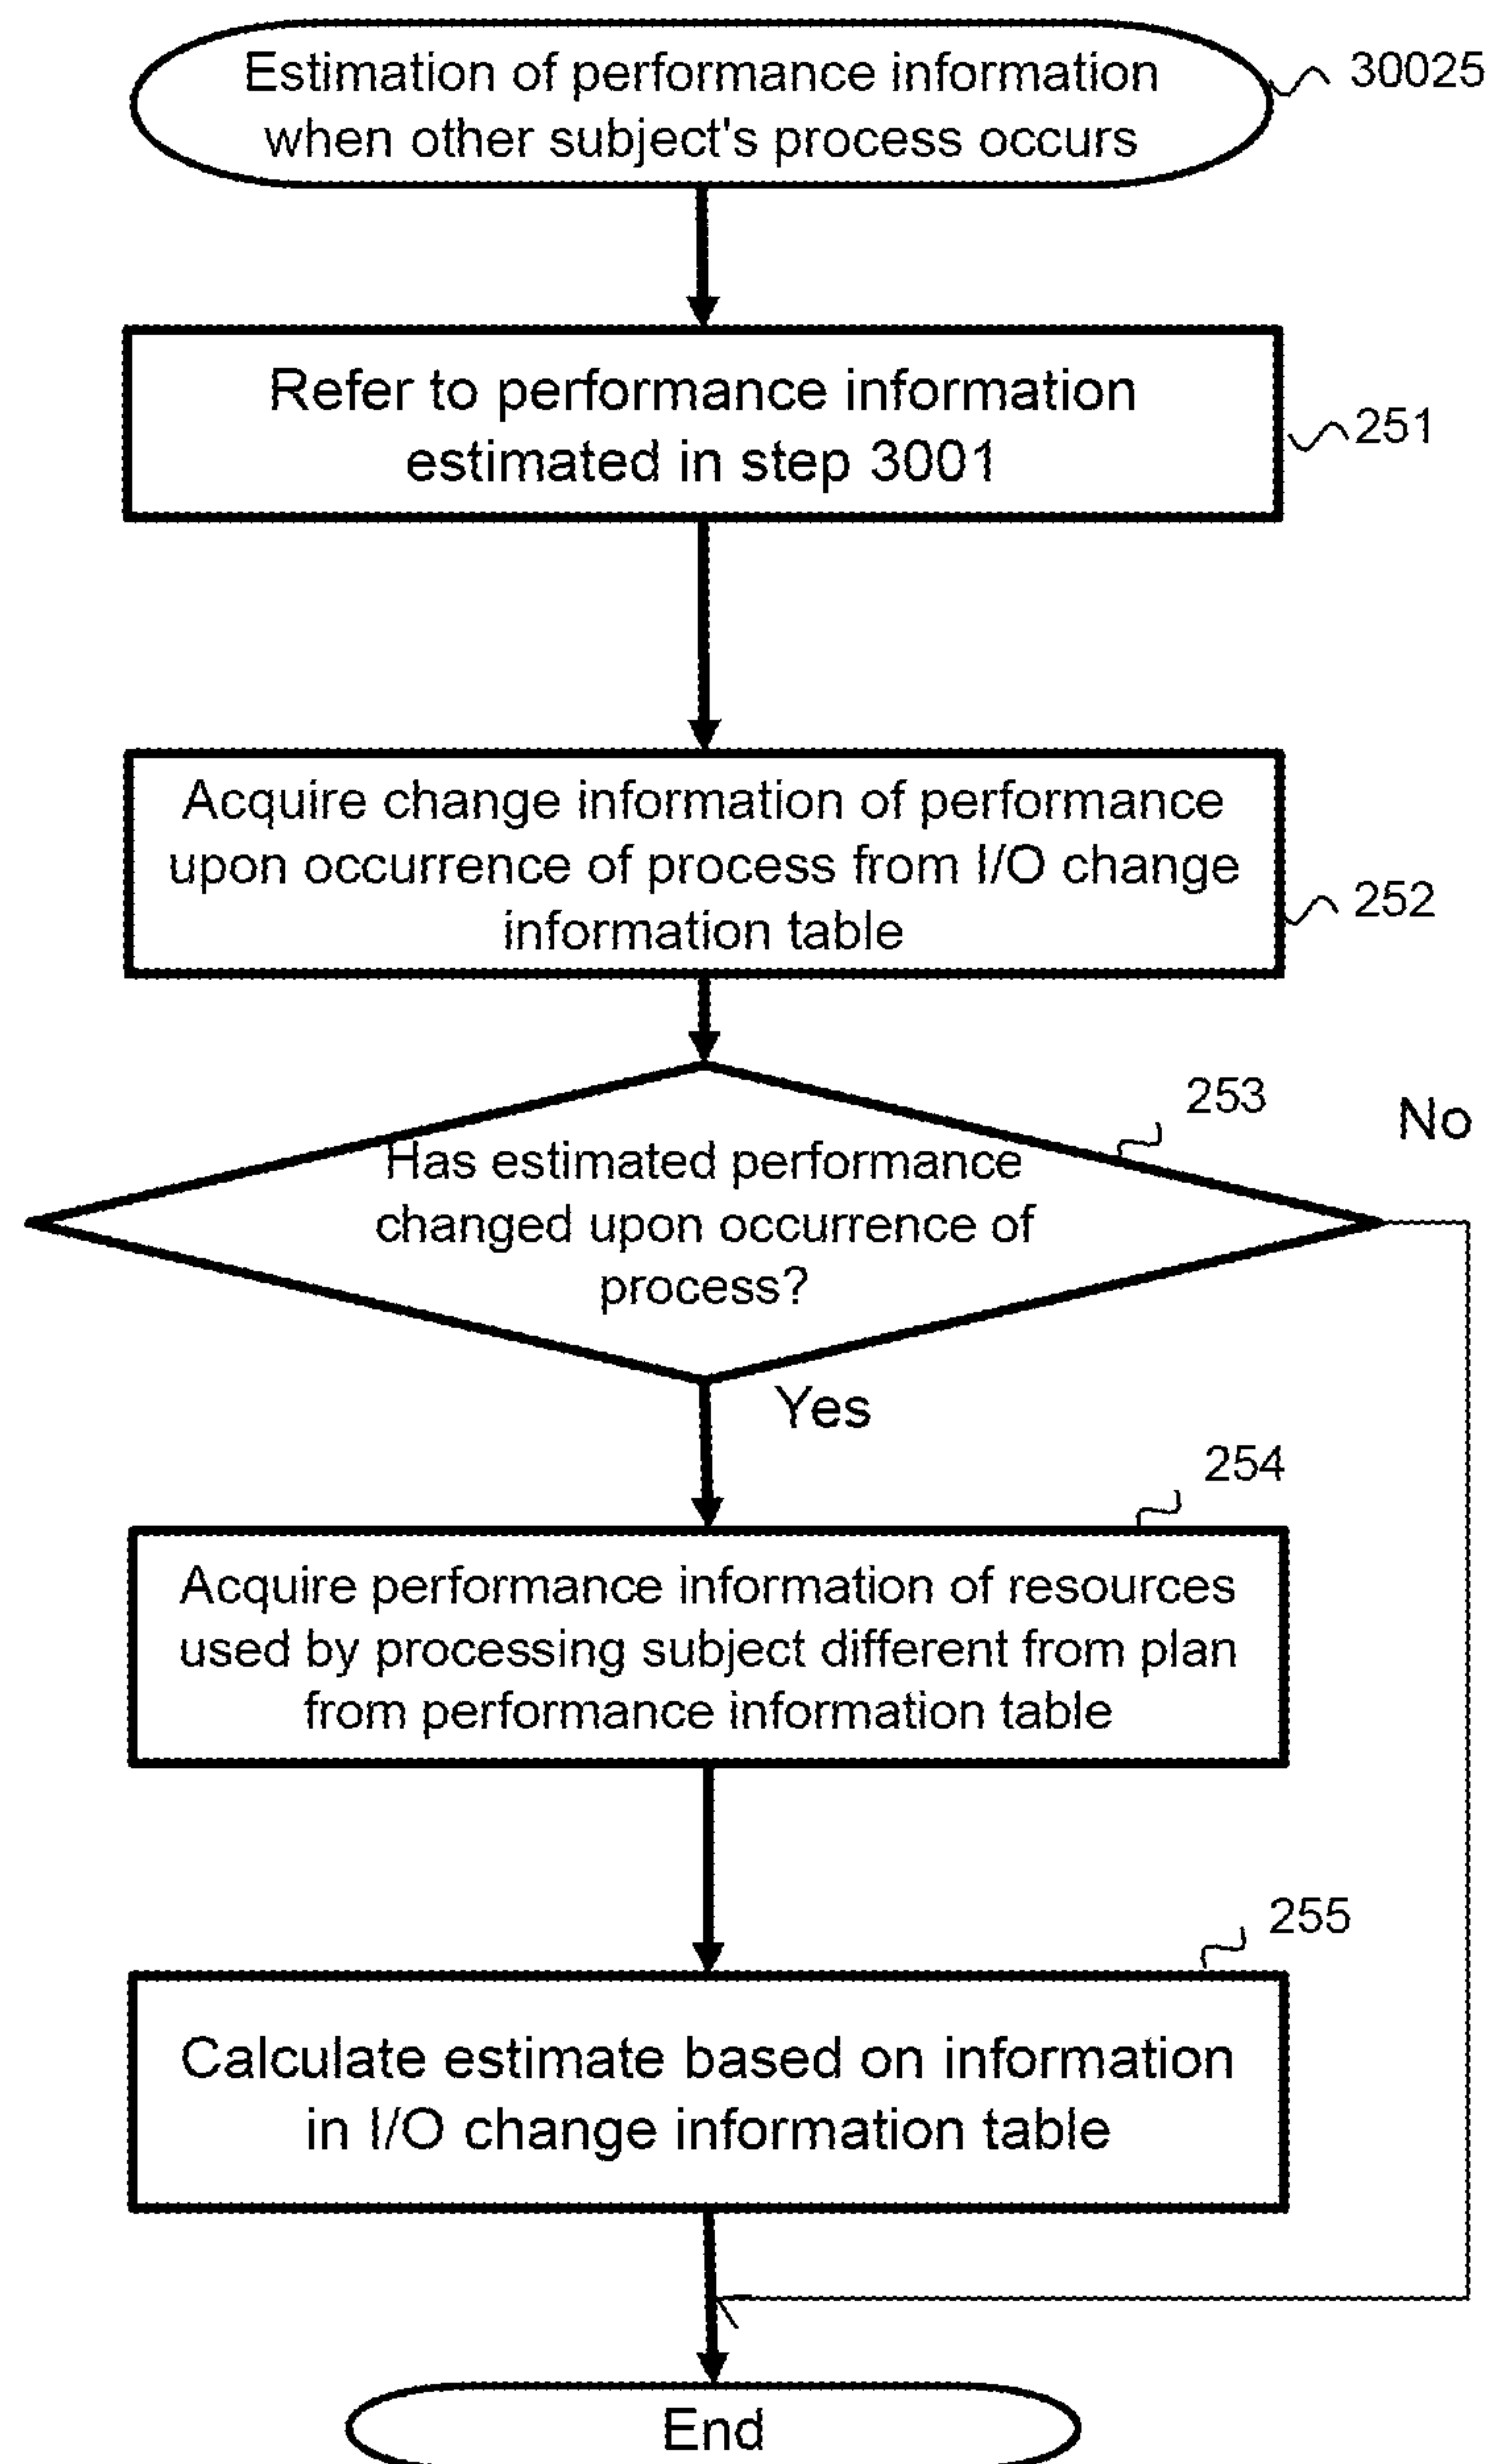 Estimation of performance information
when other subject's process occurs
30025
Refer to performance information
estimated in step 3001
251
Acquire change information of performance
upon occurrence of process from I/O change
information table
252
253
No
Has estimated performance
changed upon occurrence of
process?
Yes
254
Acquire performance information of resources
used by processing subject different from plan
from performance information table
255
Calculate estimate based on information
in I/O change information table
End